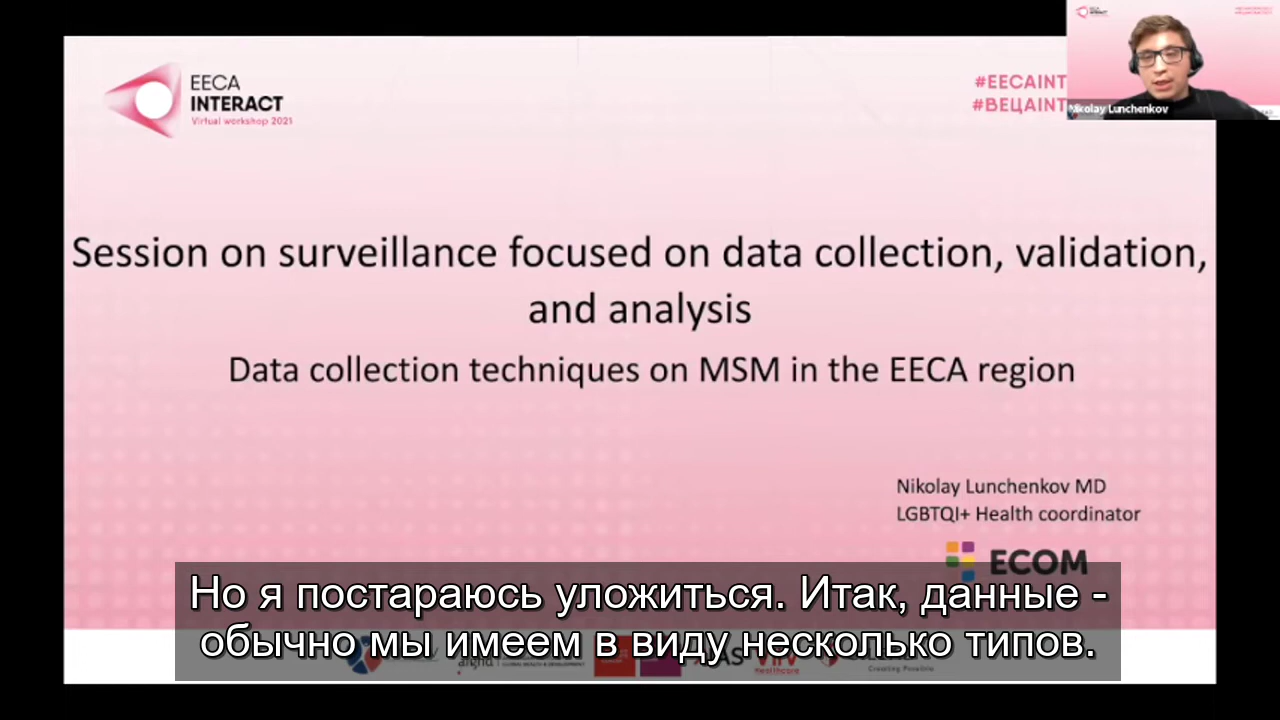 EECA
INTERACT
Virtual workshop 2021
#EECAINT
#ВЕЦАINT
Nikolay Lunchenkov
Session on surveillance focused on data collection, validation,
and analysis
Data collection techniques on MSM in the EECA region
Nikolay Lunchenkov MD
LGBTQI+ Health coordinator
ECOM
Но я постараюсь уложиться. Итак, данные -
обычно мы имеем в виду несколько типов.